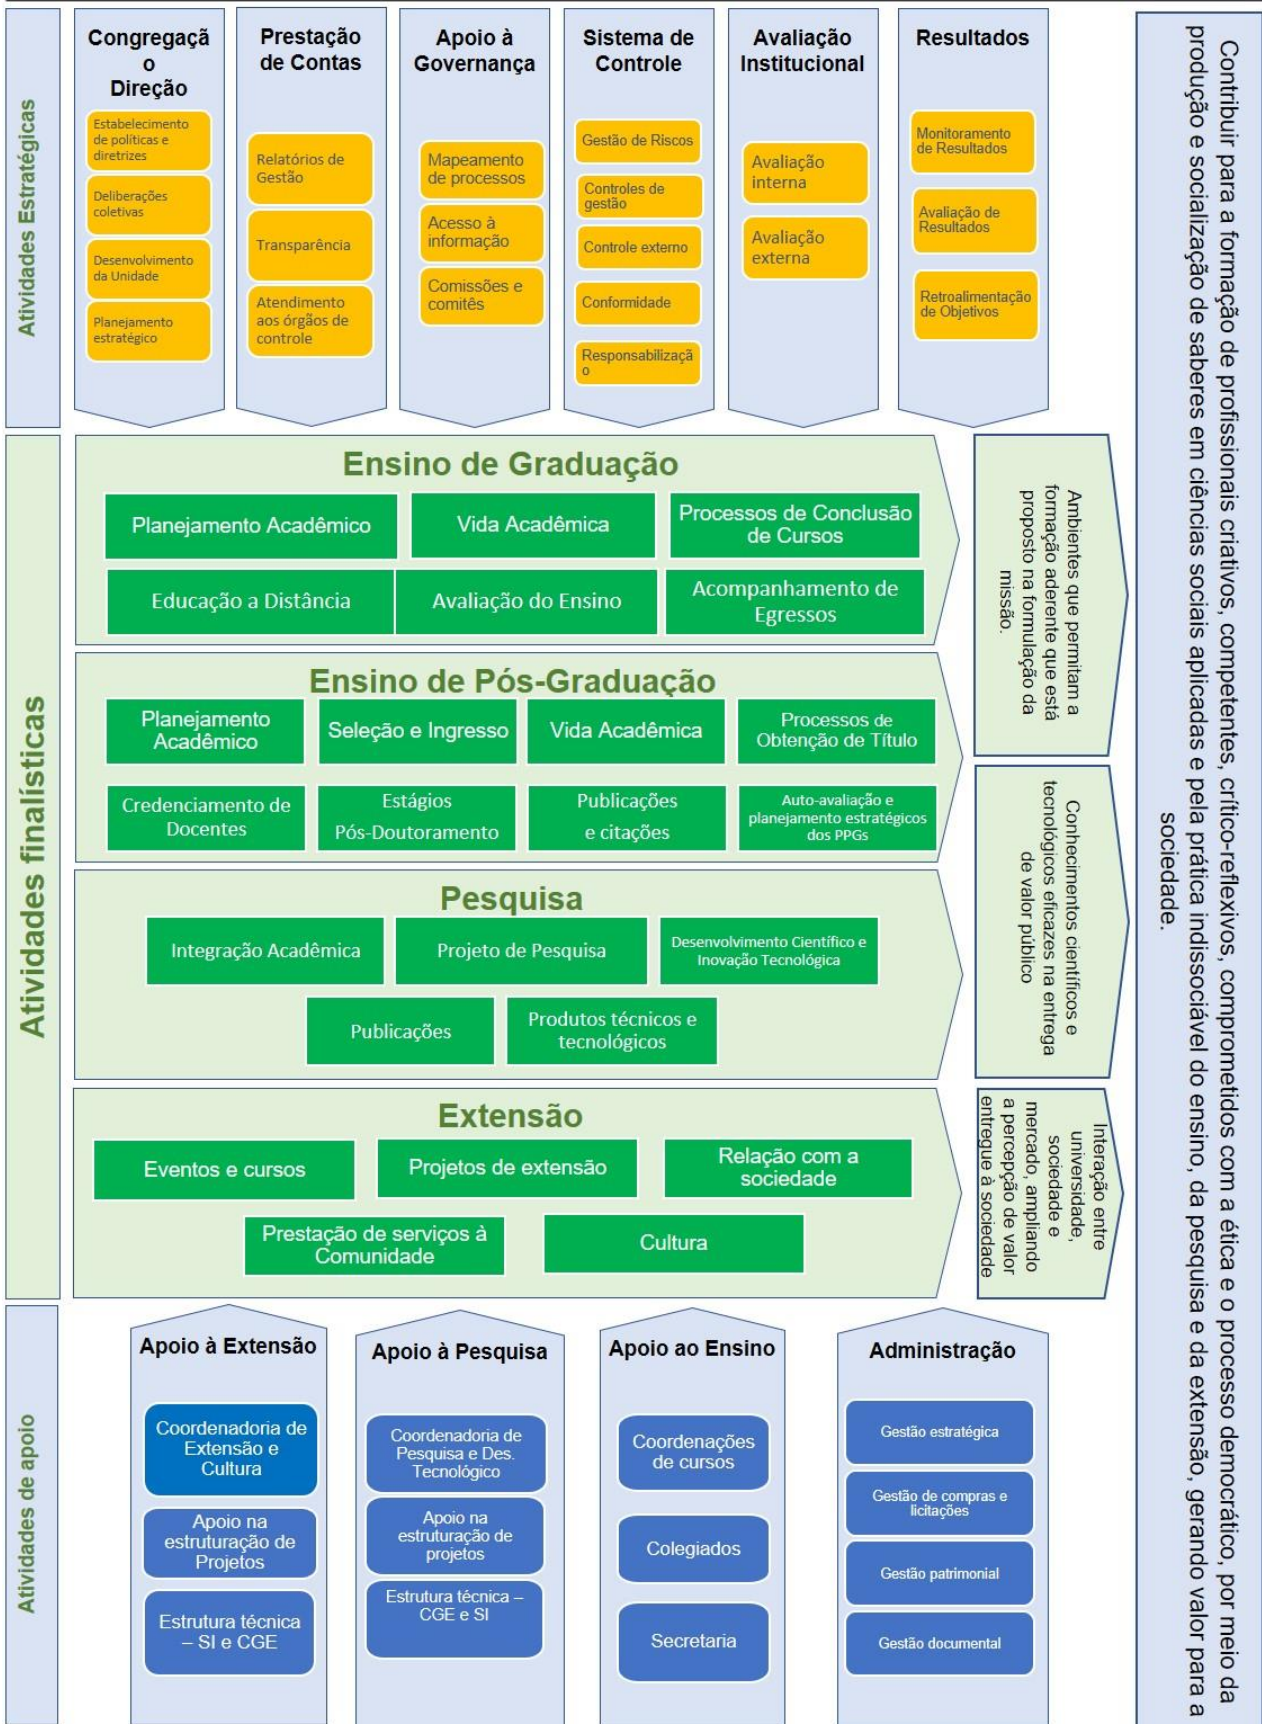 Atividades Estratégicas
Congregaçã
o
Direção
Estabelecimento
de políticas e
diretrizes
Deliberações
coletivas
Desenvolvimento
da Unidade
Planejamento
estratégico
Prestação
de Contas
Relatórios de
Gestão
Transparência
Atendimento
aos órgãos de
controle
Apoio à
Governança
Mapeamento
de processos
Acesso à
informação
Comissões e
comitês
Sistema de
Controle
Gestão de Riscos
Controles de
gestão
Controle externo
Conformidade
Responsabilizaçã
o
Avaliação
Institucional
Avaliação
interna
Avaliação
externa
Resultados
Monitoramento
de Resultados
Avaliação de
Resultados
Retroalimentação
de Objetivos
Atividades finalísticas
Ensino de Graduação
Planejamento Acadêmico
Vida Acadêmica
Processos de Conclusão
de Cursos
Educação a Distância
Avaliação do Ensino
Acompanhamento de
Egressos
Ensino de Pós-Graduação
Planejamento
Acadêmico
Seleção e Ingresso
Vida Acadêmica
Processos de
Obtenção de Título
Credenciamento de
Docentes
Estágios
Pós-Doutoramento
Publicações
e citações
Auto-avaliação e
planejamento estratégicos
dos PPGs
Pesquisa
Integração Acadêmica
Projeto de Pesquisa
Desenvolvimento Científico e
Inovação Tecnológica
Publicações
Produtos técnicos e
tecnológicos
Extensão
Eventos e cursos
Projetos de extensão
Relação com a
sociedade
Prestação de serviços à
Comunidade
Cultura
Ambientes que permitam a
formação aderente que está
proposto na formulação da
missão.
Conhecimentos científicos e
tecnológicos eficazes na entrega
de valor público
Interação entre
universidade,
sociedade e
mercado, ampliando
a percepção de valor
entregue à sociedade
Atividades de apoio
Apoio à Extensão
Coordenadoria de
Extensão e
Cultura
Apoio na
estruturação de
Projetos
Estrutura técnica
– SI e CGE
Apoio à Pesquisa
Coordenadoria de
Pesquisa e Des.
Tecnológico
Apoio na
estruturação de
projetos
Estrutura técnica –
CGE e SI
Apoio ao Ensino
Coordenações
de cursos
Colegiados
Secretaria
Administração
Gestão estratégica
Gestão de compras e
licitações
Gestão patrimonial
Gestão documental
Contribuir para a formação de profissionais criativos, competentes, crítico-reflexivos, comprometidos com a ética e o processo democrático, por meio da
produção e socialização de saberes em ciências sociais aplicadas e pela prática indissociável do ensino, da pesquisa e da extensão, gerando valor para a
sociedade.